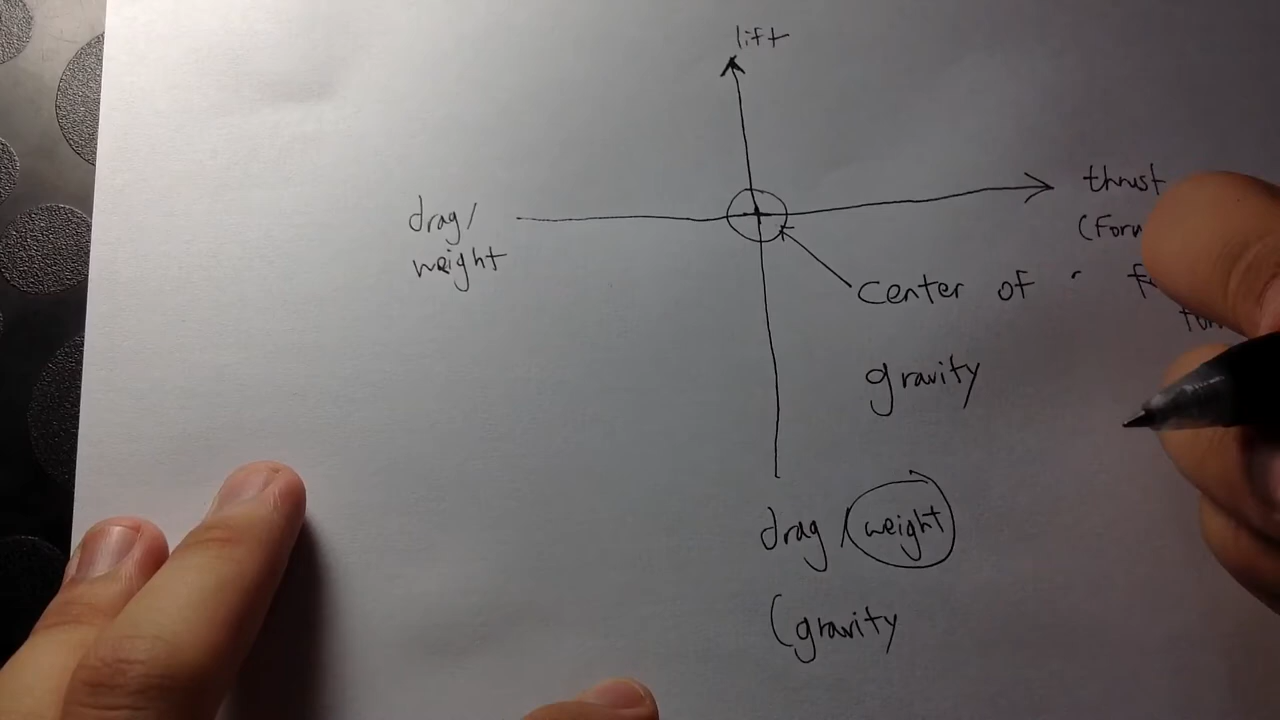 lift
thrust
drag/
weight
center of
gravity
drag/weight
(gravity